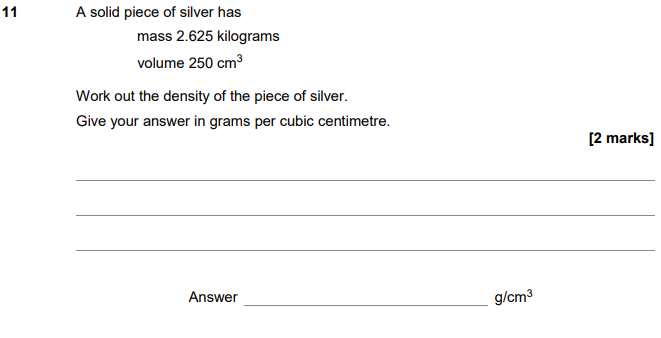 11 A solid piece of silver has
mass 2.625 kilograms
volume 250 cm³
Work out the density of the piece of silver.
Give your answer in grams per cubic centimetre.
[2 marks]
Answer g/cm³